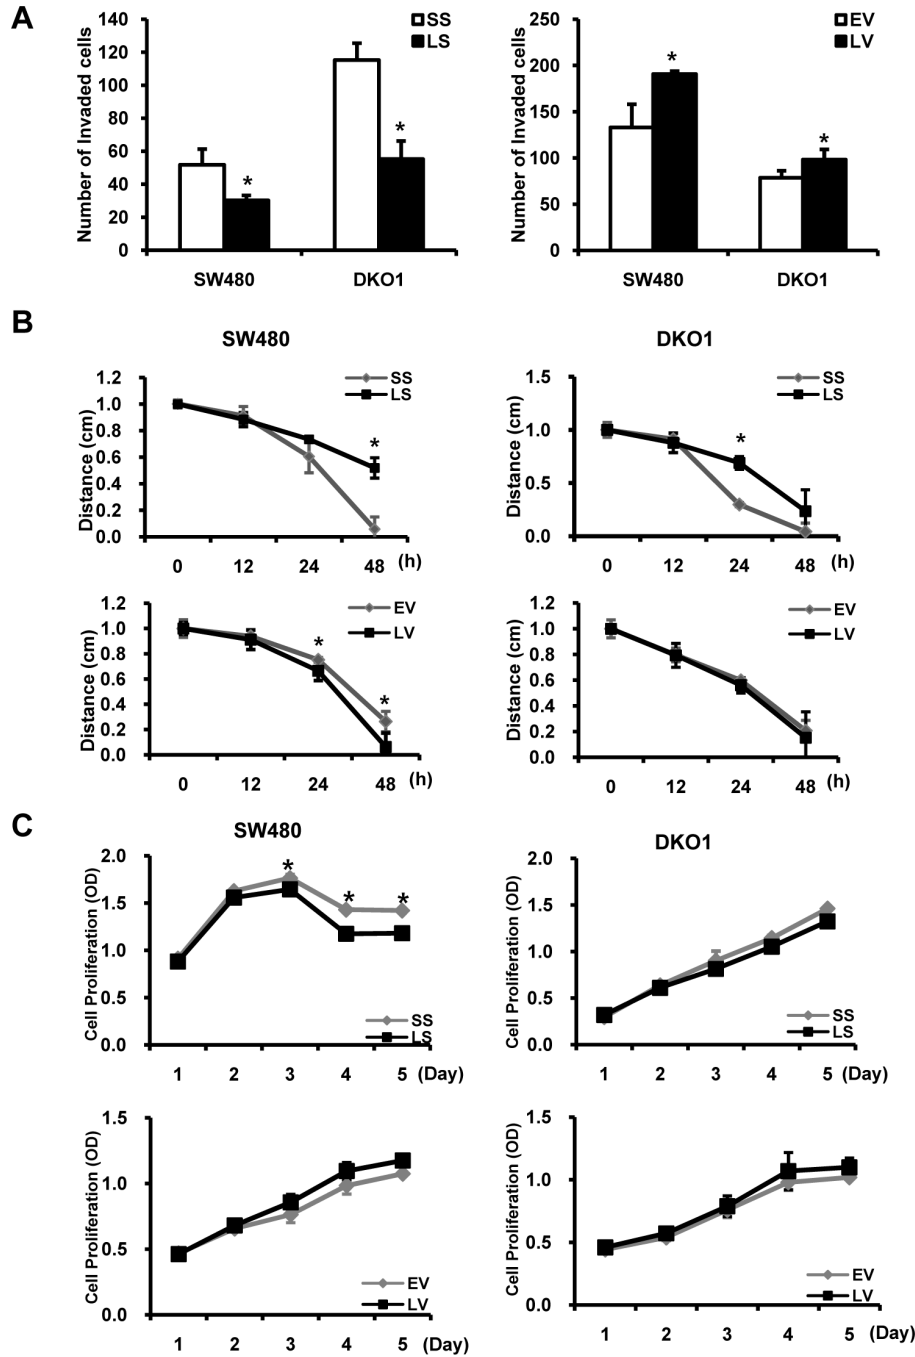 A
Number of Invaded cells
140
120
100
80
60
40
20
0
SS
LS
*
*
SW480 DKO1
Number of Invaded cells
250
200
150
100
50
0
EV
LV
*
*
SW480 DKO1
B
SW480
Distance (cm)
1.2
1.0
0.8
0.6
0.4
0.2
0.0
SS
LS
*
0 12 24 48 (h)
DKO1
Distance (cm)
1.5
1.0
0.5
0.0
SS
LS
*
0 12 24 48 (h)
Distance (cm)
1.2
1.0
0.8
0.6
0.4
0.2
0.0
EV
LV
*
*
0 12 24 48 (h)
Distance (cm)
1.2
1.0
0.8
0.6
0.4
0.2
0.0
EV
LV
0 12 24 48 (h)
C
SW480
Cell Proliferation (OD)
2.0
1.5
1.0
0.5
0.0
* * *
SS
LS
1 2 3 4 5 (Day)
DKO1
Cell Proliferation (OD)
2.0
1.5
1.0
0.5
0.0
SS
LS
1 2 3 4 5 (Day)
Cell Proliferation (OD)
1.5
1.0
0.5
0.0
EV
LV
1 2 3 4 5 (Day)
Cell Proliferation (OD)
1.5
1.0
0.5
0.0
EV
LV
1 2 3 4 5 (Day)